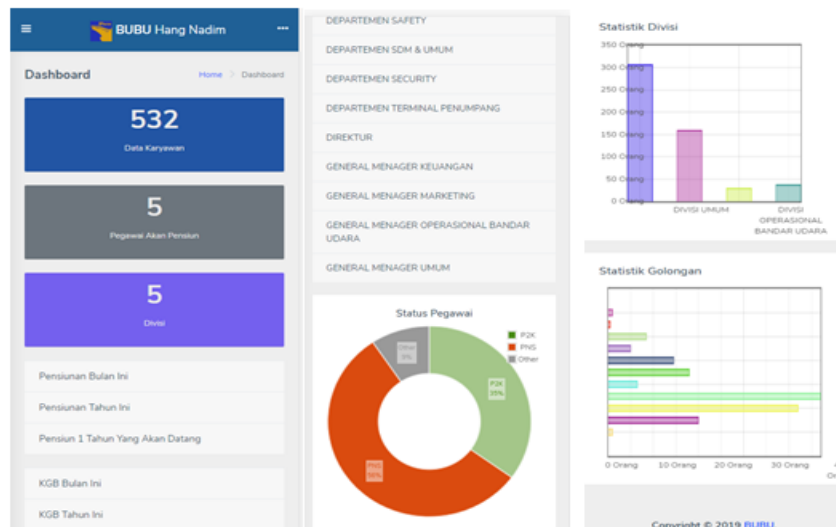 BUBU Hang Nadim
Dashboard
Home > Dashboard
532
Data Karyawan
5
Pegawai Akan Pensiun
5
Divisi
Pensiunan Bulan Ini
Pensiunan Tahun Ini
Pensiun 1 Tahun Yang Akan Datang
KGB Bulan Ini
KGB Tahun Ini
DEPARTEMEN SAFETY
DEPARTEMEN SDM & UMUM
DEPARTEMEN SECURITY
DEPARTEMEN TERMINAL PENUMPANG
DIREKTUR
GENERAL MENAGER KEUANGAN
GENERAL MENAGER MARKETING
GENERAL MENAGER OPERASIONAL BANDAR
UDARA
GENERAL MENAGER UMUM
Status Pegawai
P2K
PNS
Other
Other
P2K
35%
PNS
Statistik Divisi
350 Orang
300 Orang
250 Orang
200 Orang
150 Orang
100 Orang
50 Orang
0 Orang
DIVISI UMUM
DIVISI
OPERASIONAL
BANDAR UDARA
Statistik Golongan
0 Orang
10 Orang
20 Orang
30 Orang
Copyright © 2019 BUBU